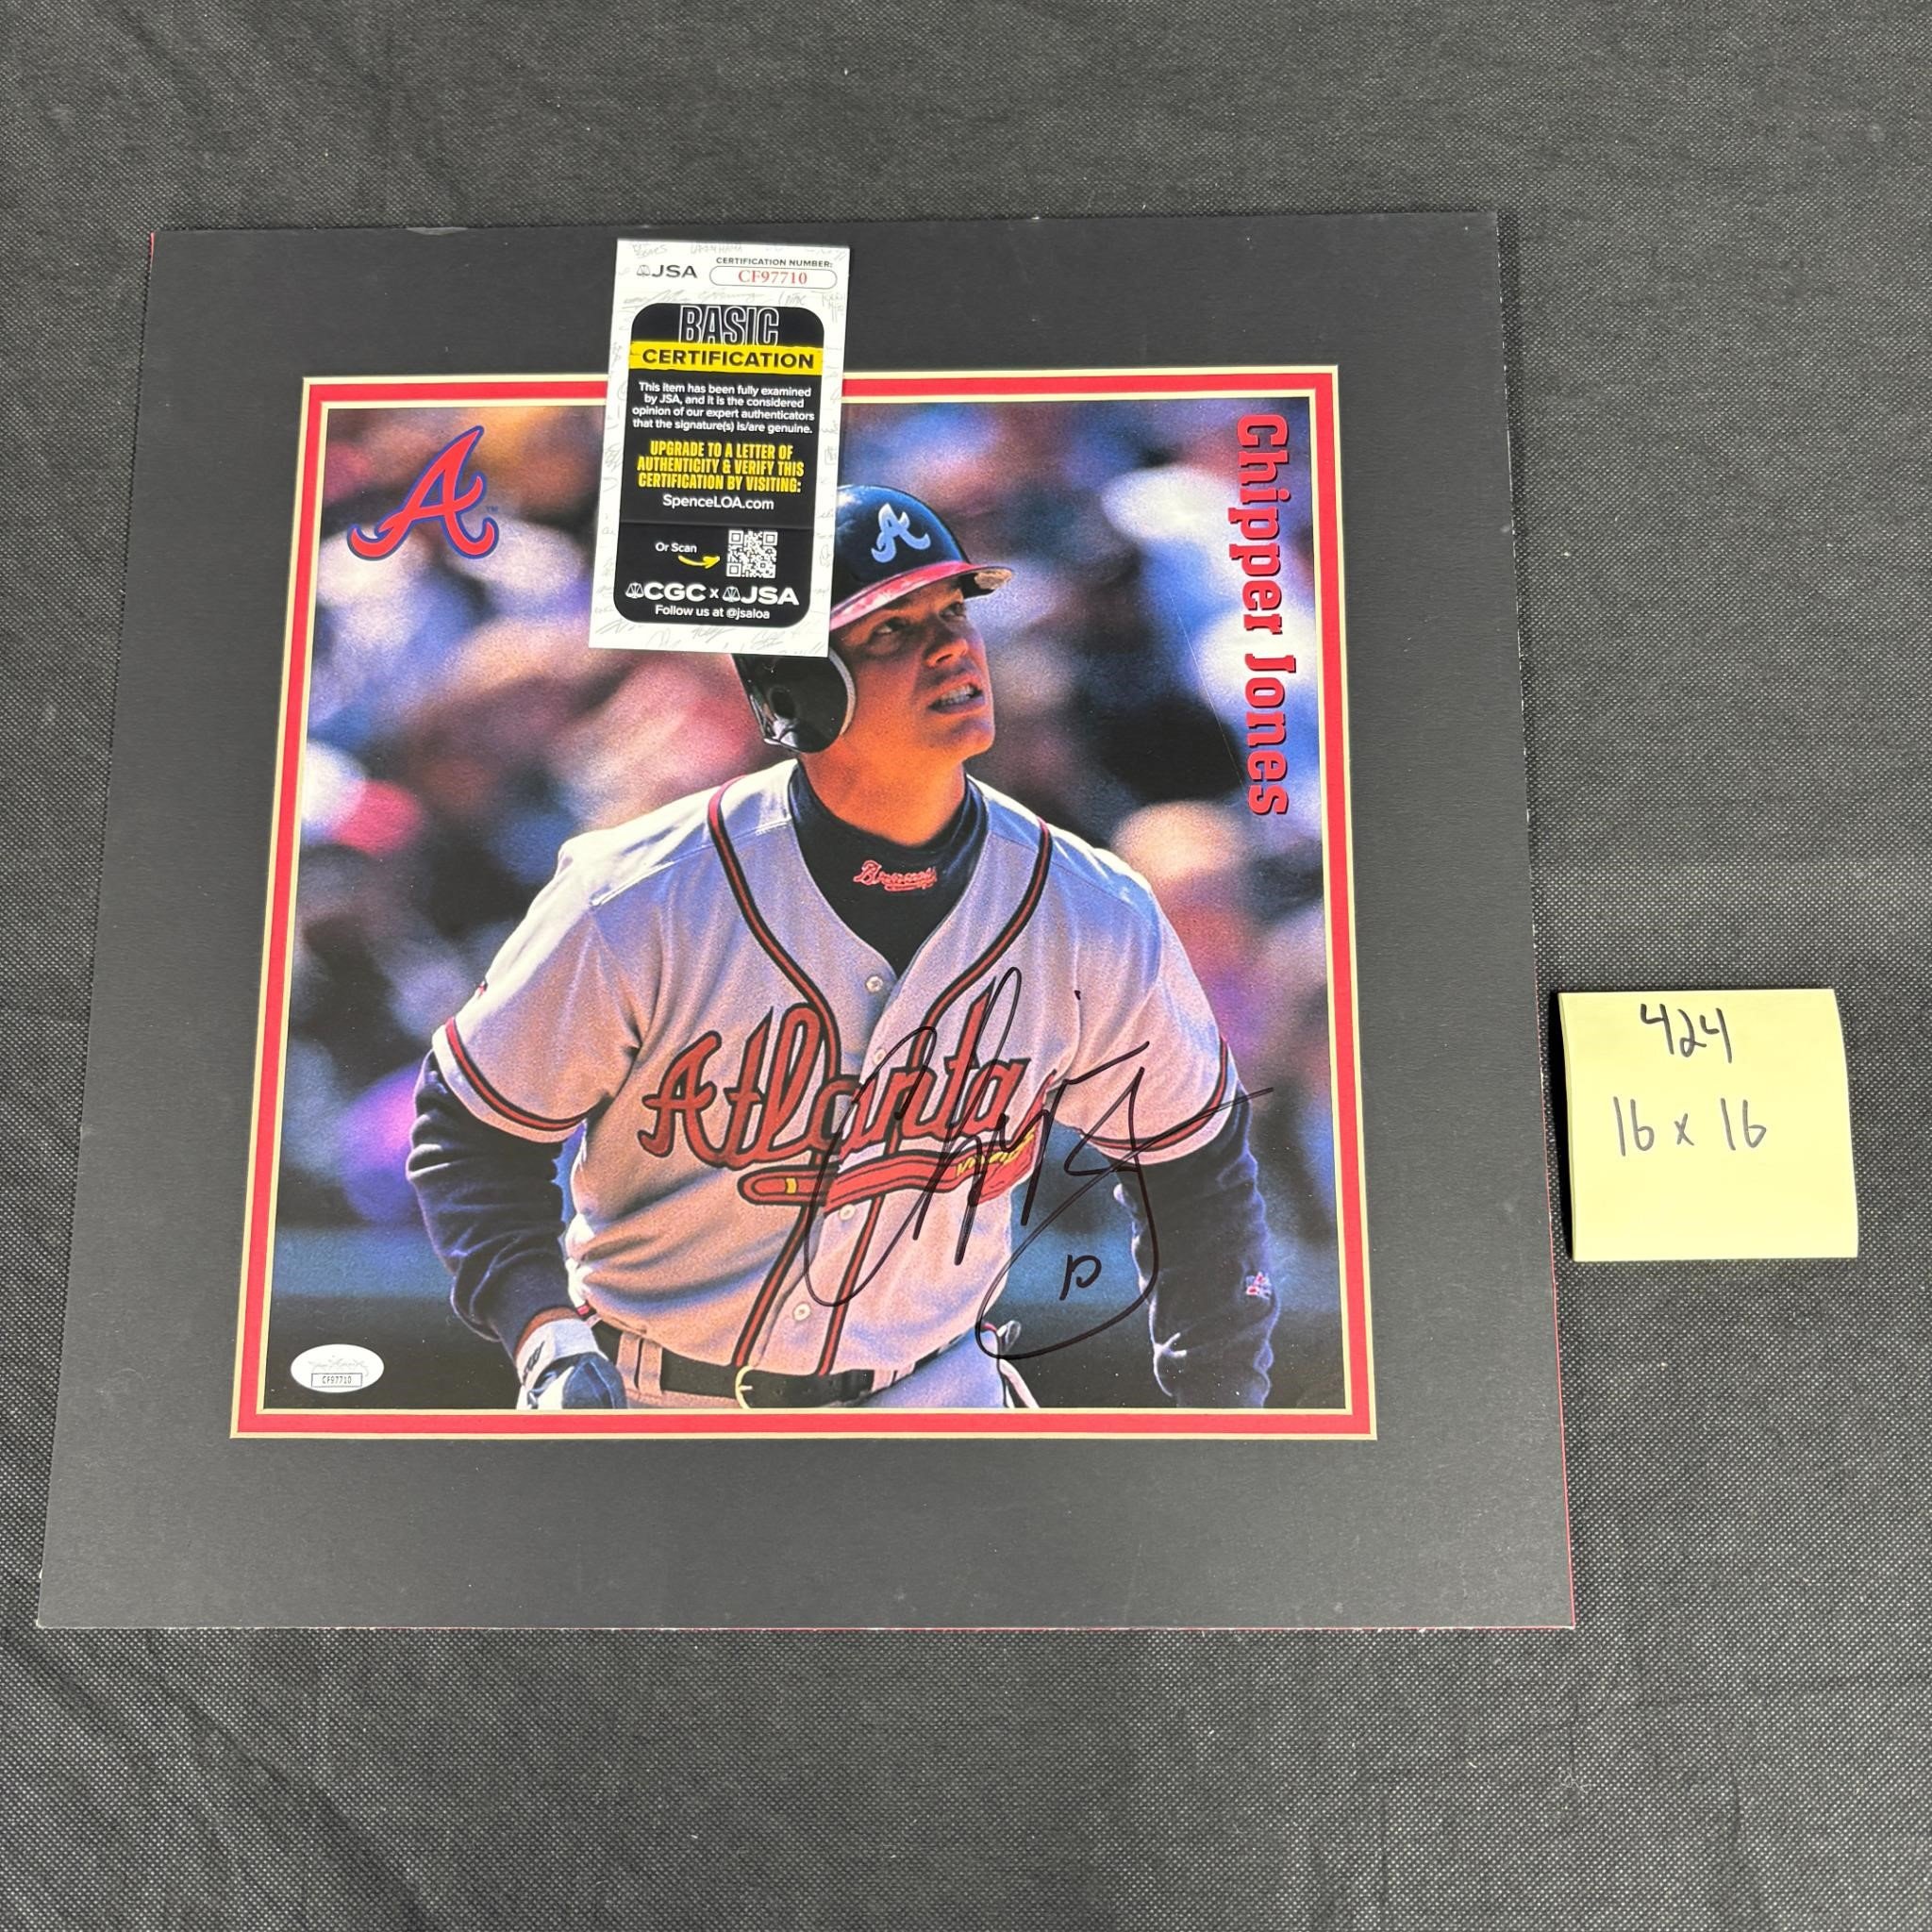 JSA
CERTIFICATION NUMBER:
CF97710
BASIC
CERTIFICATION
This item has been fully examined
by JSA, and it is the considered
opinion of our expert authenticators
that the signature(s) is/are genuine.
UPGRADE TO A LETTER OF
AUTHENTICITY & VERIFY THIS
CERTIFICATION BY VISITING:
SpenceLOA.com
Or Scan
CGC x JSA
Follow us at @jsaloa
A
TM
A
Chipper Jones
Braves
Atlanta
10
CF97710
424
16 x 16